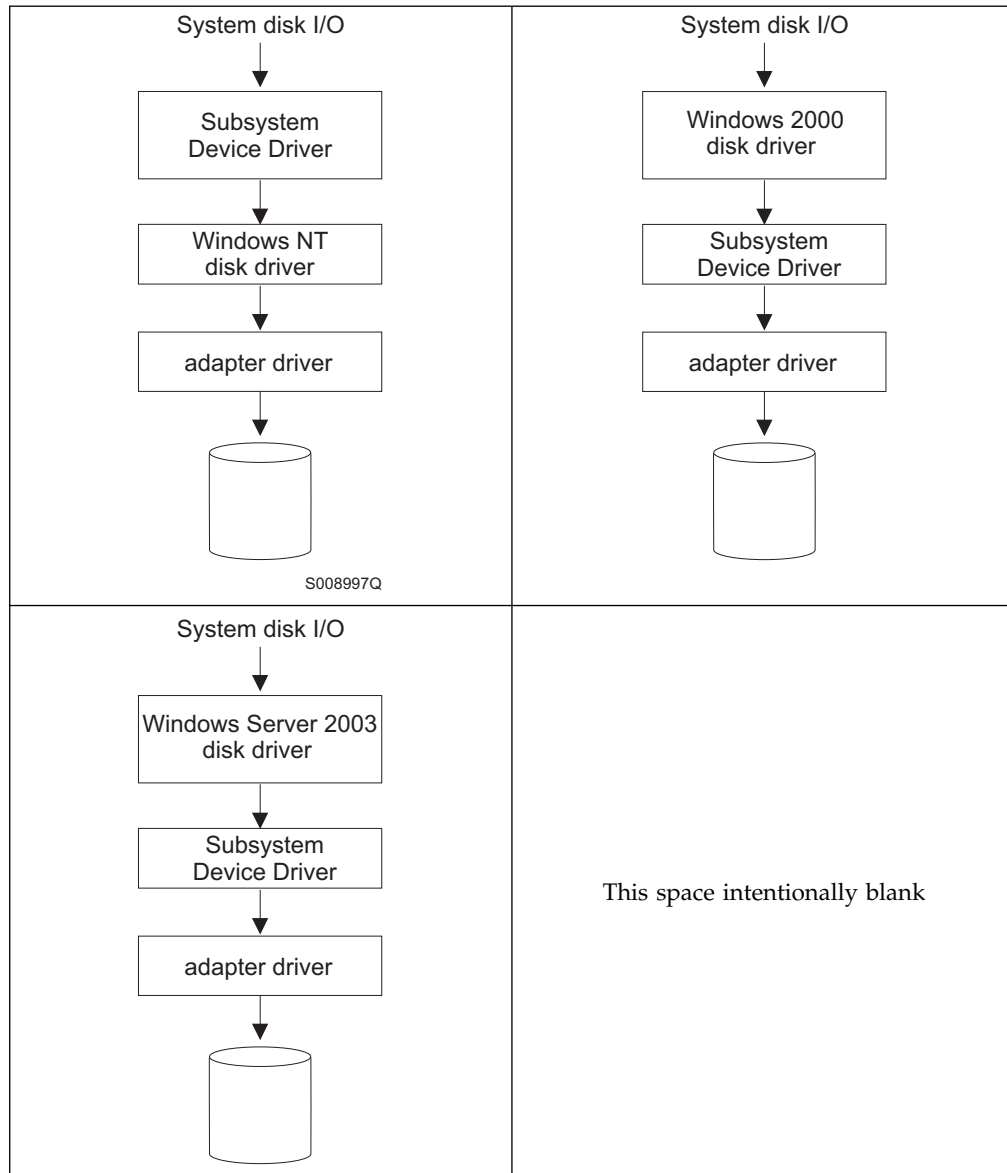 System disk I/O
Subsystem
Device Driver
Windows NT
disk driver
adapter driver
S008997Q
System disk I/O
Windows 2000
disk driver
Subsystem
Device Driver
adapter driver
System disk I/O
Windows Server 2003
disk driver
Subsystem
Device Driver
adapter driver
This space intentionally blank